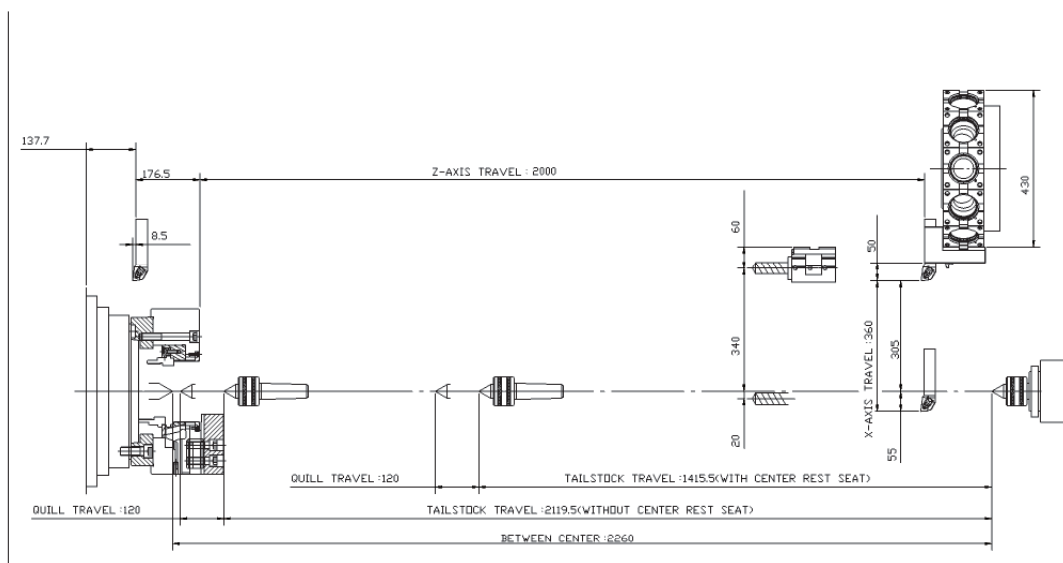 137.7
176.5
Z-AXIS TRAVEL : 2000
8.5
60
50
430
340
X-AXIS TRAVEL :360
305
20
55
QUILL TRAVEL :120
TAILSTOCK TRAVEL :1415.5(WITH CENTER REST SEAT)
QUILL TRAVEL :120
TAILSTOCK TRAVEL :2119.5(WITHOUT CENTER REST SEAT)
BETWEEN CENTER :2260